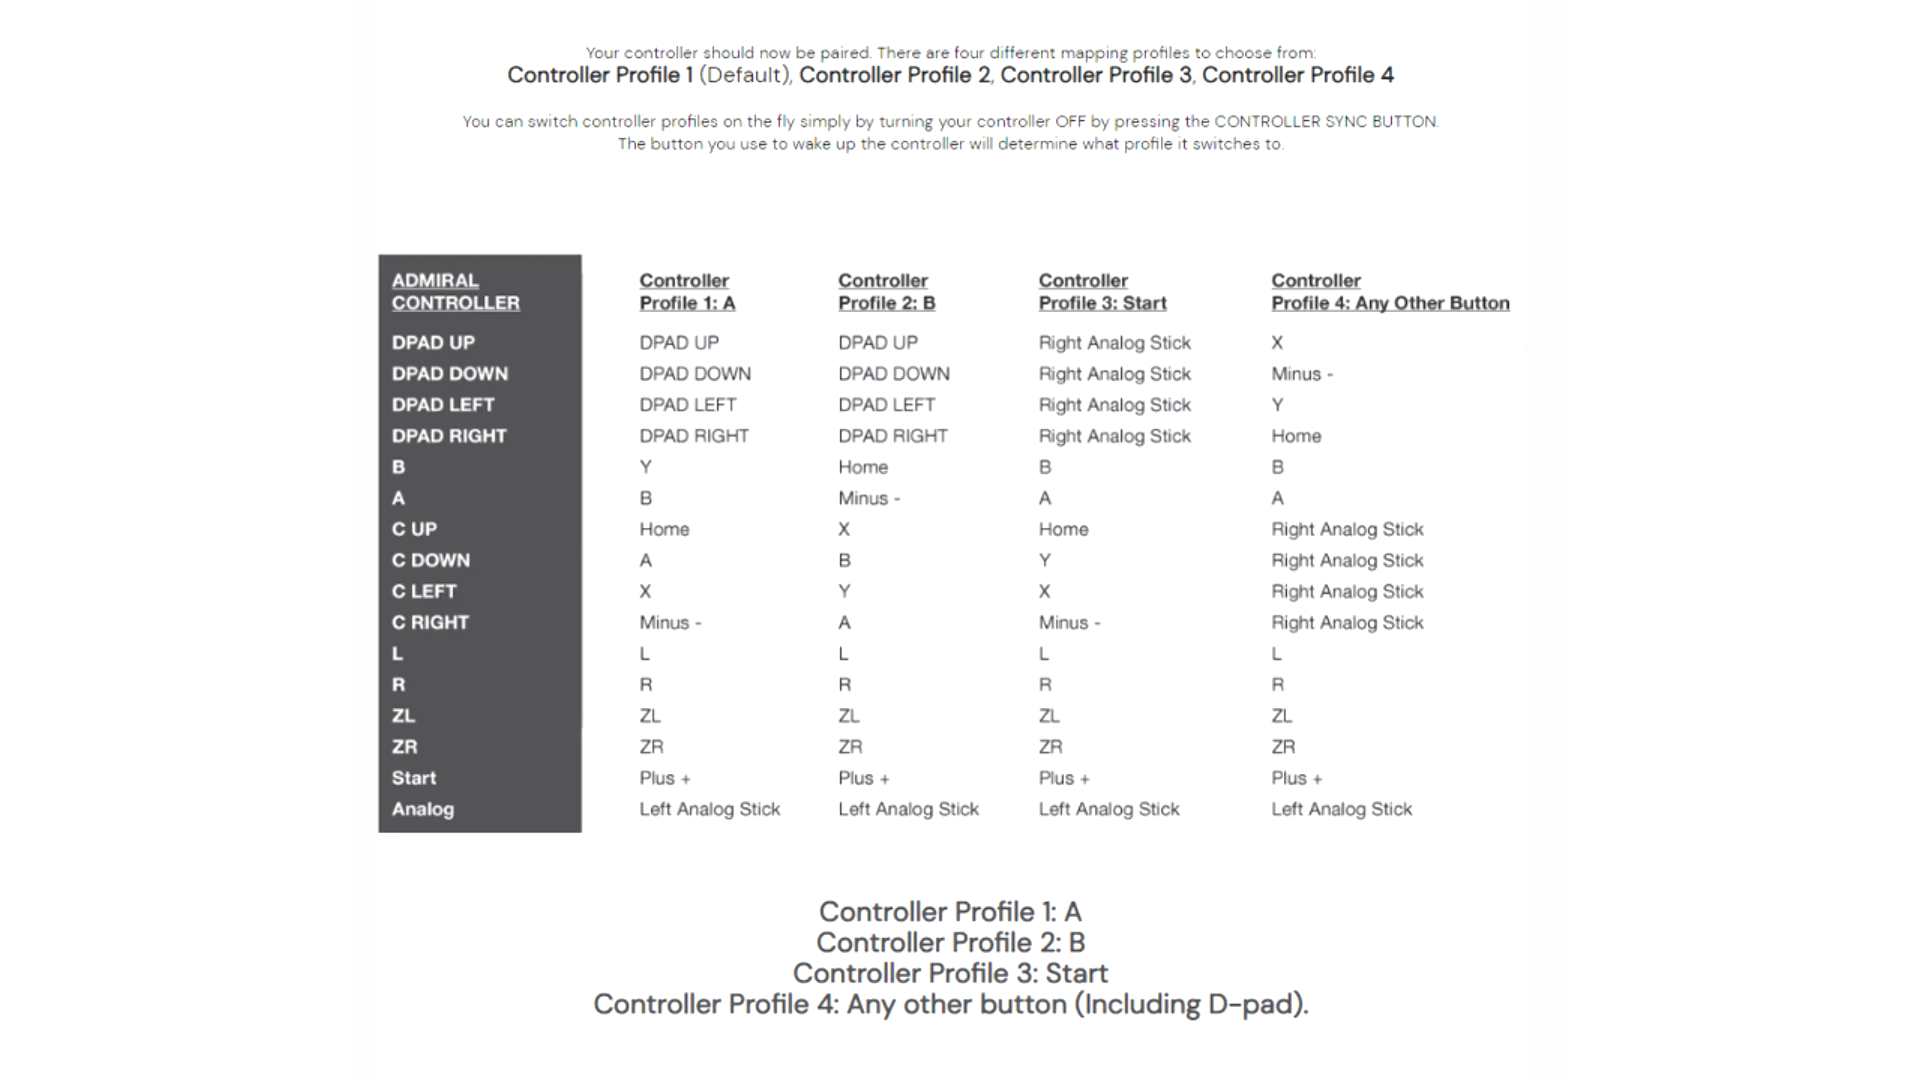 Your controller should now be paired. There are four different mapping profiles to choose from:
Controller Profile 1 (Default), Controller Profile 2, Controller Profile 3, Controller Profile 4
You can switch controller profiles on the fly simply by turning your controller OFF by pressing the CONTROLLER SYNC BUTTON.
The button you use to wake up the controller will determine what profile it switches to.
ADMIRAL CONTROLLER Controller Profile 1: A Controller Profile 2: B Controller Profile 3: Start Controller Profile 4: Any Other Button
DPAD UP DPAD UP DPAD UP Right Analog Stick X
DPAD DOWN DPAD DOWN DPAD DOWN Right Analog Stick Minus -
DPAD LEFT DPAD LEFT DPAD LEFT Right Analog Stick Y
DPAD RIGHT DPAD RIGHT DPAD RIGHT Right Analog Stick Home
B Y Home B B
A B Minus - A A
C UP Home X Home Right Analog Stick
C DOWN A B Y Right Analog Stick
C LEFT X Y X Right Analog Stick
C RIGHT Minus - A Minus - Right Analog Stick
L L L L L
R R R R R
ZL ZL ZL ZL ZL
ZR ZR ZR ZR ZR
Start Plus + Plus + Plus + Plus +
Analog Left Analog Stick Left Analog Stick Left Analog Stick Left Analog Stick
Controller Profile 1: A
Controller Profile 2: B
Controller Profile 3: Start
Controller Profile 4: Any other button (Including D-pad).